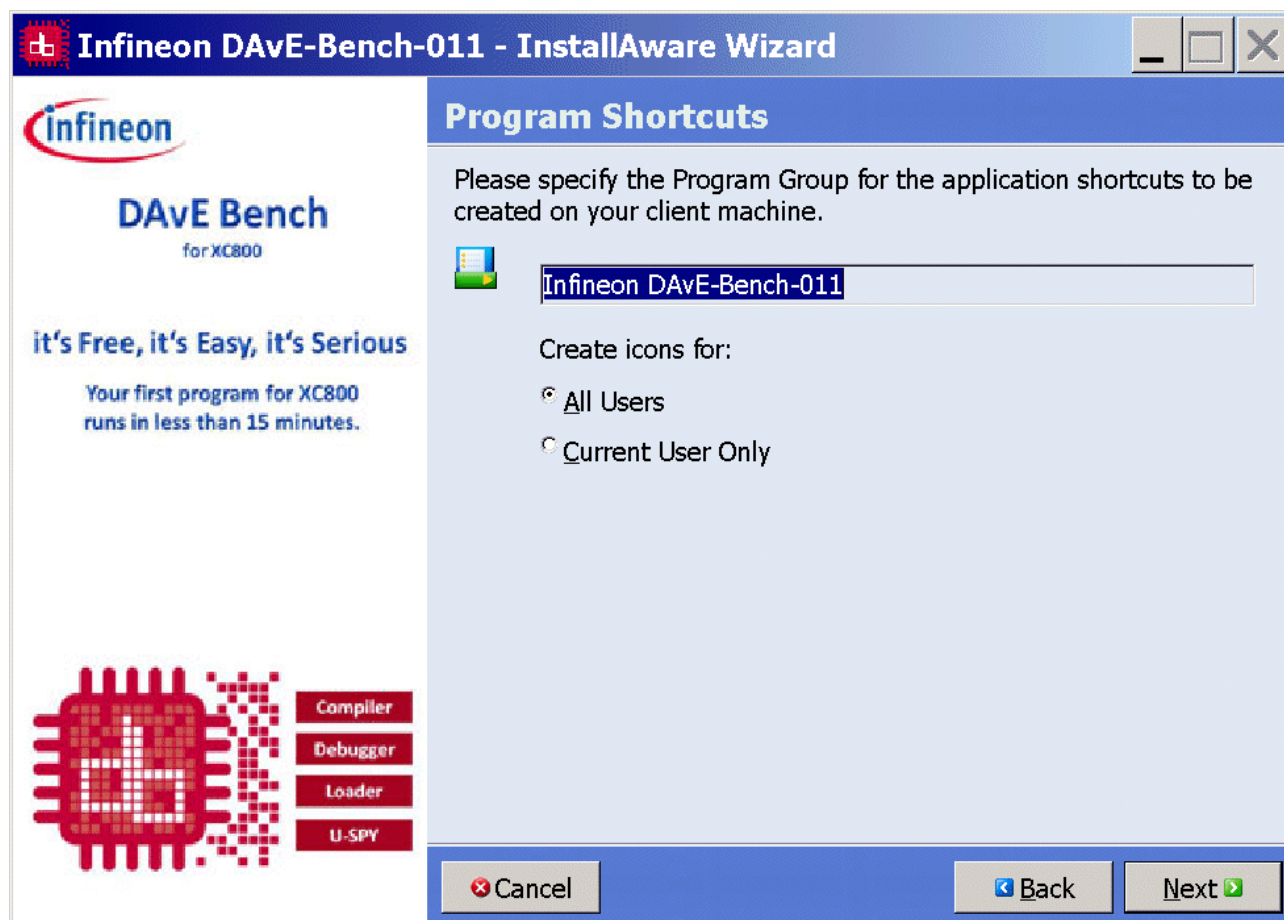 Infineon DAvE-Bench-011 - InstallAware Wizard
infineon
DAvE Bench
for XC800
it's Free, it's Easy, it's Serious
Your first program for XC800
runs in less than 15 minutes.
Compiler
Debugger
Loader
U-SPY
Program Shortcuts
Please specify the Program Group for the application shortcuts to be
created on your client machine.
Infineon DAvE-Bench-011
Create icons for:
All Users
Current User Only
Cancel
Back
Next